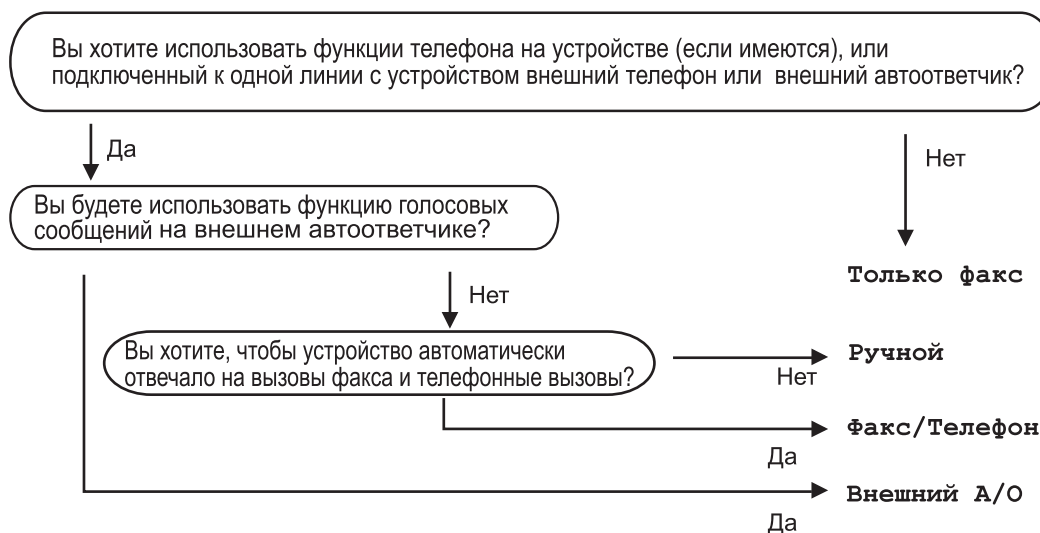 Вы хотите использовать функции телефона на устройстве (если имеются), или
подключенный к одной линии с устройством внешний телефон или внешний автоответчик?
Да
Нет
Вы будете использовать функцию голосовых
сообщений на внешнем автоответчике?
Только факс
Нет
Вы хотите, чтобы устройство автоматически
отвечало на вызовы факса и телефонные вызовы?
Нет
Ручной
Да
Факс/Телефон
Да
Внешний А/О